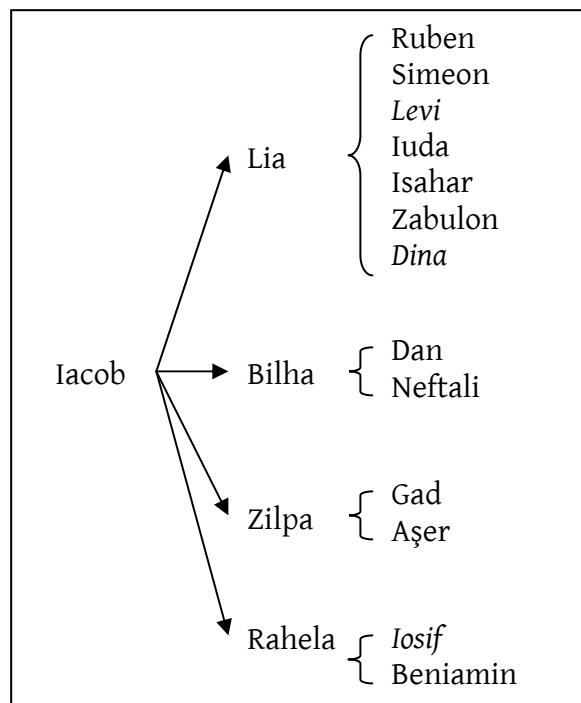 Ruben
Simeon
Levi
Lia
Iuda
Isahar
Zabulon
Dina
Dan
Iacob
Bilha
Neftali
Gad
Zilpa
Aşer
Rahela
Iosif
Beniamin